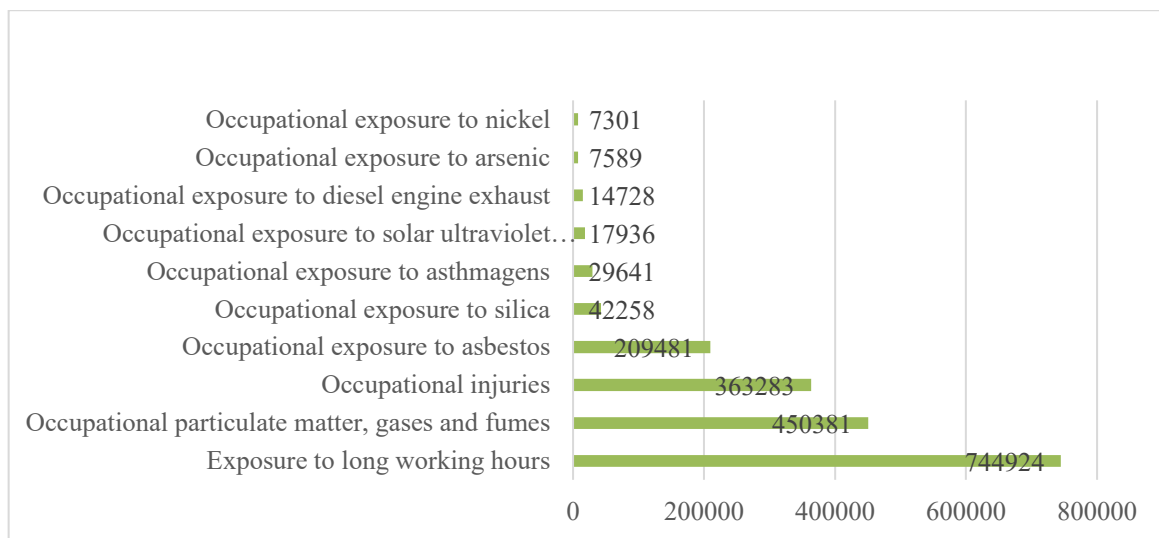 Occupational exposure to nickel 7301
Occupational exposure to arsenic 7589
Occupational exposure to diesel engine exhaust 14728
Occupational exposure to solar ultraviolet… 17936
Occupational exposure to asthmagens 29641
Occupational exposure to silica 42258
Occupational exposure to asbestos 209481
Occupational injuries 363283
Occupational particulate matter, gases and fumes 450381
Exposure to long working hours 744924
0 200000 400000 600000 800000